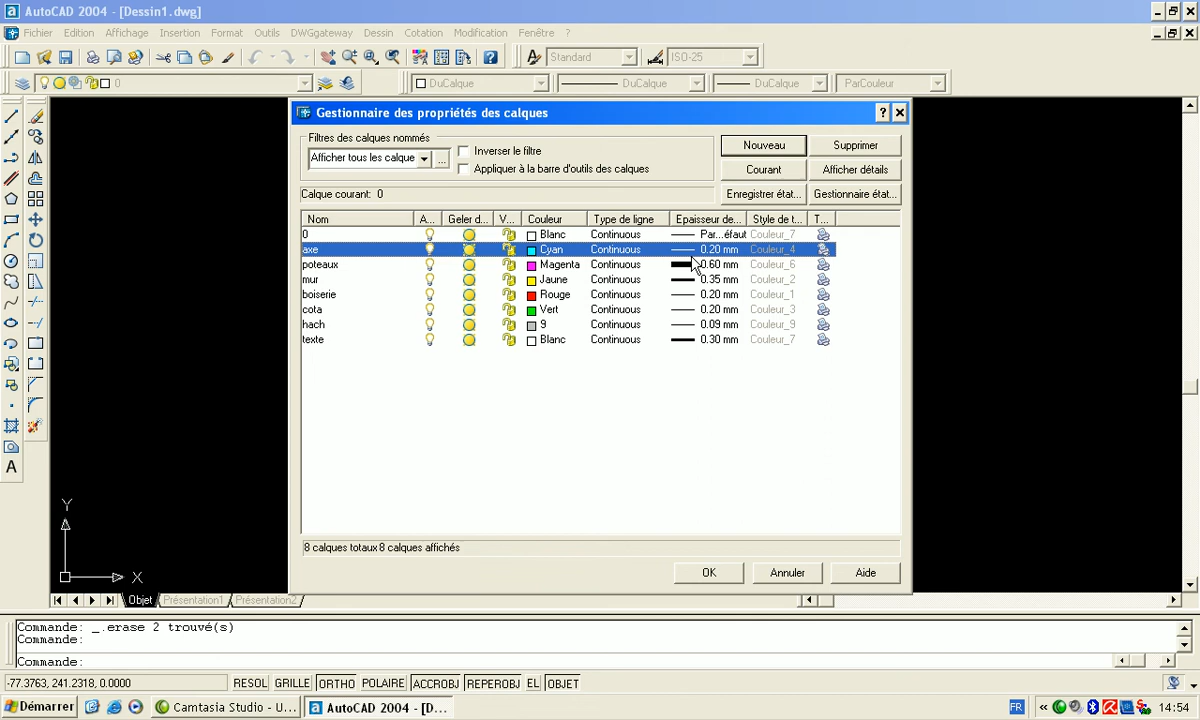 AutoCAD 2004 - [Dessin1.dwg]
Fichier Edition Affichage Insertion Format Outils DWGgateway Dessin Cotation Modification Fenêtre ?
Standard ISO-25
0 DuCalque DuCalque DuCalque ParCouleur
Gestionnaire des propriétés des calques
Filtres des calques nommés
Afficher tous les calque ... Inverser le filtre
Appliquer à la barre d'outils des calques
Nouveau Supprimer
Courant Afficher détails
Calque courant: 0 Enregistrer état... Gestionnaire état...
Nom A... Geler d... V... Couleur Type de ligne Epaisseur de... Style de t... T...
0 Blanc Continuous Par...éfaut Couleur_7
axe Cyan Continuous 0.20 mm Couleur_4
poteaux Magenta Continuous 0.60 mm Couleur_6
mur Jaune Continuous 0.35 mm Couleur_2
boiserie Rouge Continuous 0.20 mm Couleur_1
cota Vert Continuous 0.20 mm Couleur_3
hach 9 Continuous 0.09 mm Couleur_9
texte Blanc Continuous 0.30 mm Couleur_7
8 calques totaux 8 calques affichés
OK Annuler Aide
Y
X
A
Objet Présentation1 Présentation2
Commande: _.erase 2 trouvé(s)
Commande:
Commande:
-77.3763, 241.2318, 0.0000 RESOL GRILLE ORTHO POLAIRE ACCROBJ REPEROBJ EL OBJET
Démarrer Camtasia Studio - U... AutoCAD 2004 - [D... FR « 14:54